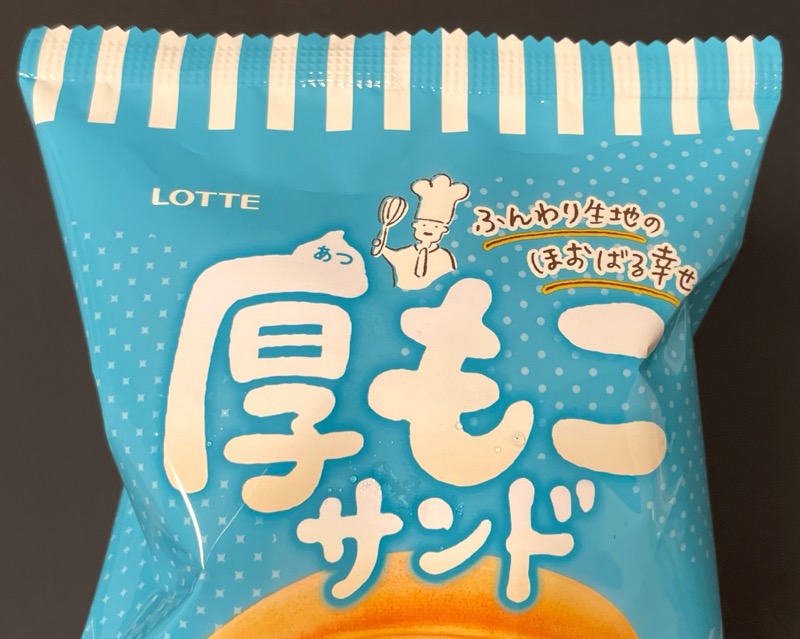 LOTTE
ふんわり生地の
ほおばる幸せ
あつ
厚もこ
サンド